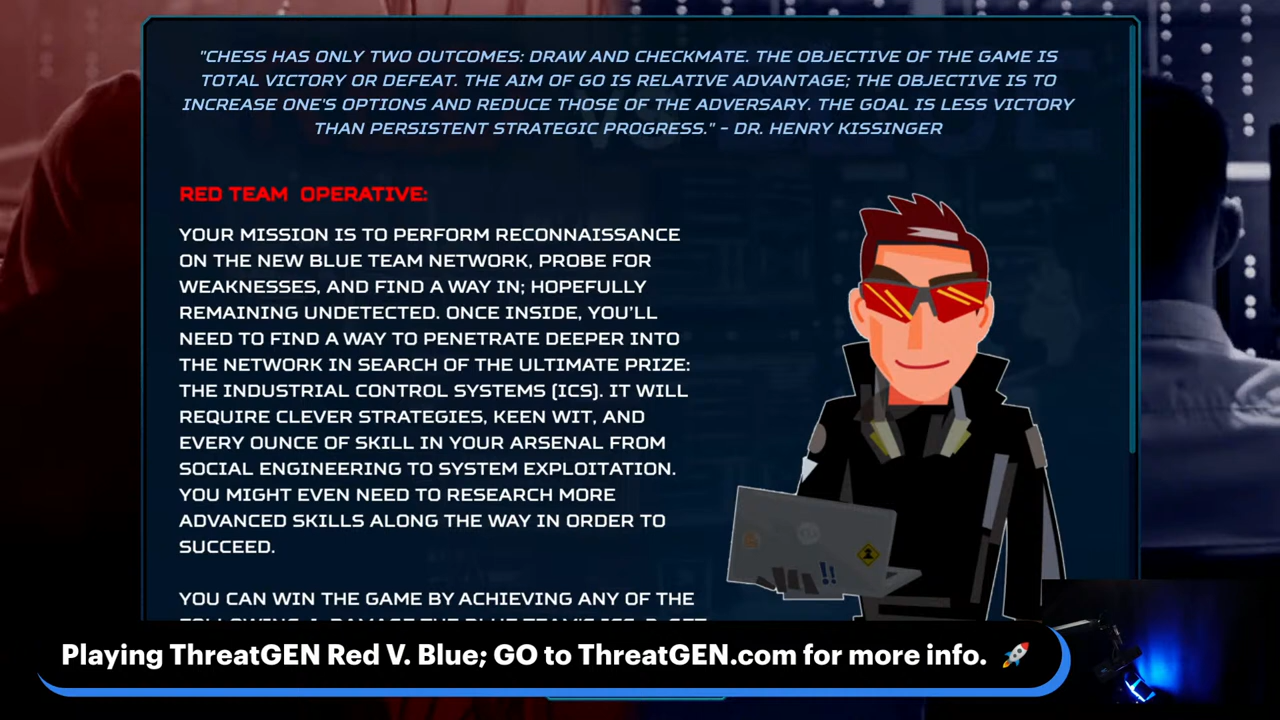 "CHESS HAS ONLY TWO OUTCOMES: DRAW AND CHECKMATE. THE OBJECTIVE OF THE GAME IS
TOTAL VICTORY OR DEFEAT. THE AIM OF GO IS RELATIVE ADVANTAGE; THE OBJECTIVE IS TO
INCREASE ONE'S OPTIONS AND REDUCE THOSE OF THE ADVERSARY. THE GOAL IS LESS VICTORY
THAN PERSISTENT STRATEGIC PROGRESS." - DR. HENRY KISSINGER
RED TEAM OPERATIVE:
YOUR MISSION IS TO PERFORM RECONNAISSANCE
ON THE NEW BLUE TEAM NETWORK, PROBE FOR
WEAKNESSES, AND FIND A WAY IN; HOPEFULLY
REMAINING UNDETECTED. ONCE INSIDE, YOU'LL
NEED TO FIND A WAY TO PENETRATE DEEPER INTO
THE NETWORK IN SEARCH OF THE ULTIMATE PRIZE:
THE INDUSTRIAL CONTROL SYSTEMS (ICS). IT WILL
REQUIRE CLEVER STRATEGIES, KEEN WIT, AND
EVERY OUNCE OF SKILL IN YOUR ARSENAL FROM
SOCIAL ENGINEERING TO SYSTEM EXPLOITATION.
YOU MIGHT EVEN NEED TO RESEARCH MORE
ADVANCED SKILLS ALONG THE WAY IN ORDER TO
SUCCEED.
YOU CAN WIN THE GAME BY ACHIEVING ANY OF THE
Playing ThreatGEN Red V. Blue; GO to ThreatGEN.com for more info. 🚀